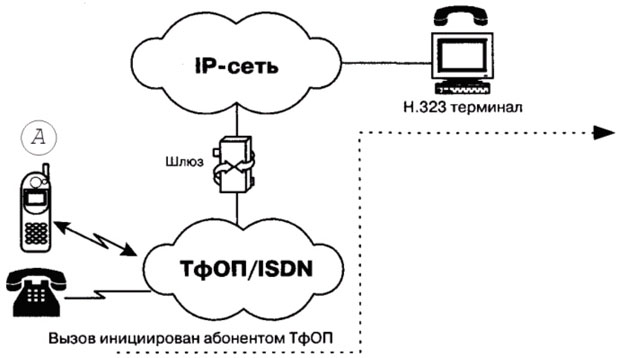 IP-сеть
Н.323 терминал
A
Шлюз
ТфОП/ISDN
Вызов инициирован абонентом ТфОП